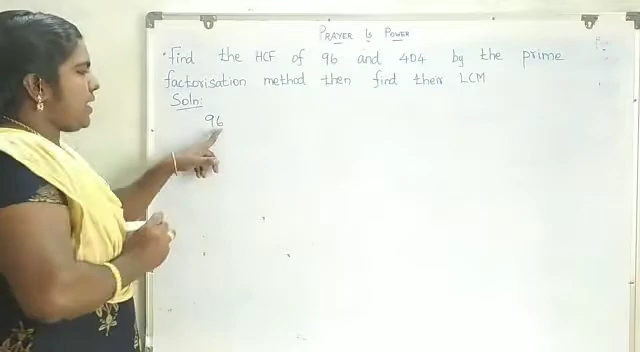 PRAYER IS POWER
Find the HCF of 96 and 404 by the prime
factorisation method then find their LCM
Soln:
96